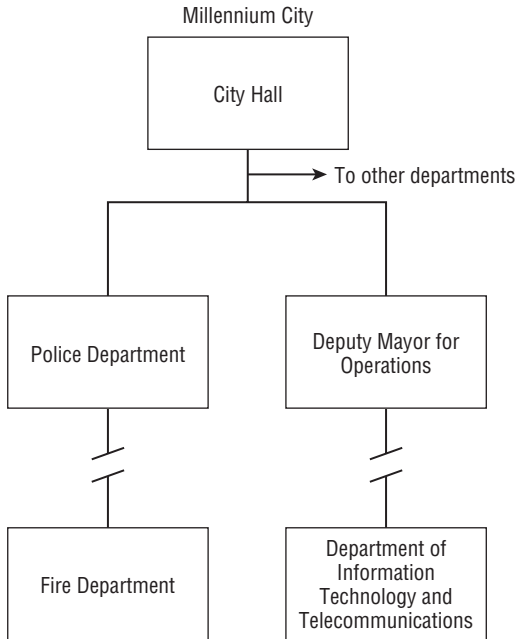 Millennium City
City Hall
To other departments
Police Department
Deputy Mayor for
Operations
Fire Department
Department of
Information
Technology and
Telecommunications